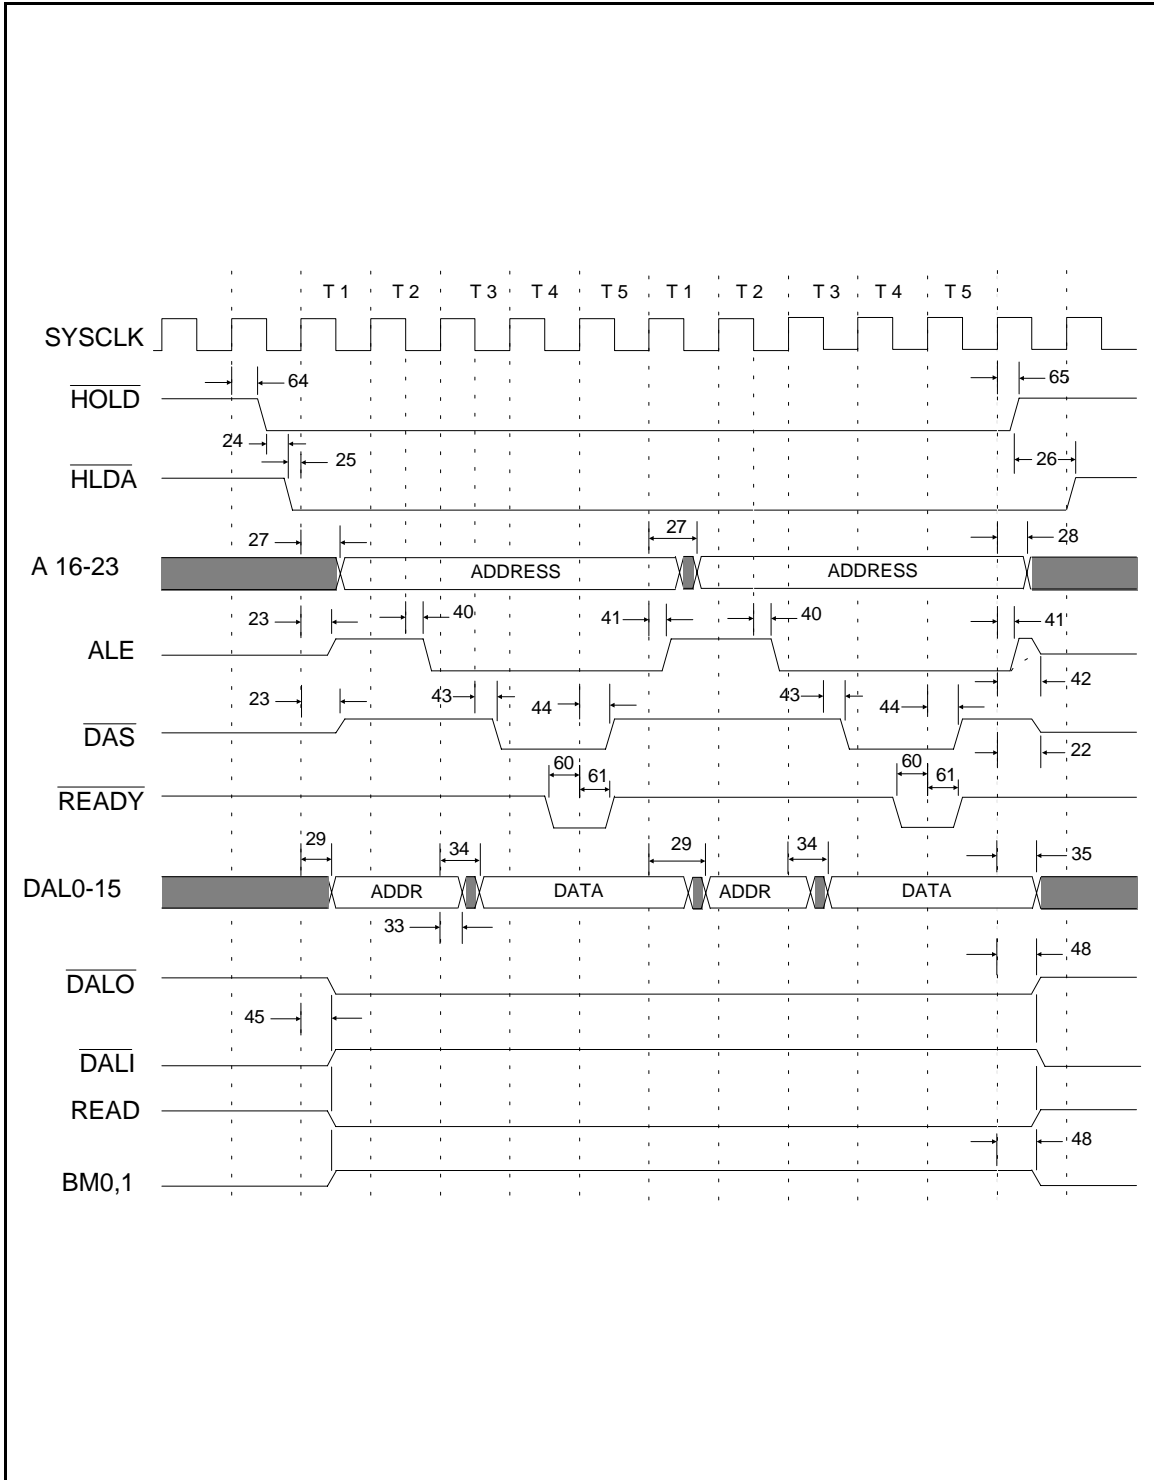 T 1 T 2 T 3 T 4 T 5 T 1 T 2 T 3 T 4 T 5
SYSCLK
64 65
HOLD
24 25 26
HLDA
27 27 28
A 16-23 ADDRESS ADDRESS
23 40 41 40 41
ALE
42
23 43 44 43 44
DAS
22
60 61 60 61
READY
29 34 29 34 35
DAL0-15 ADDR DATA ADDR DATA
33
48
DALO
45
DALI
READ
48
BM0,1